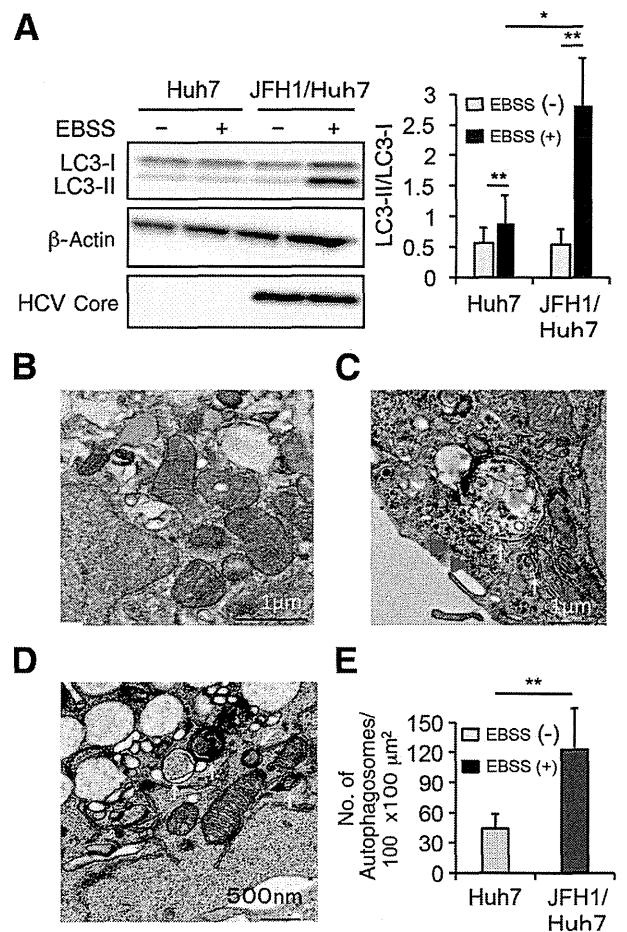 A
Huh7 JFH1/Huh7
EBSS − + − +
LC3-I
LC3-II
β-Actin
HCV Core
*
**
**
LC3-II/LC3-I
3
2.5
2
1.5
1
0.5
0
EBSS (-)
EBSS (+)
Huh7 JFH1/
Huh7
B
1μm
C
1μm
D
500nm
E
**
No. of
Autophagosomes/
100 x100 μm²
150
120
90
60
30
0
EBSS (-)
EBSS (+)
Huh7 JFH1/
Huh7